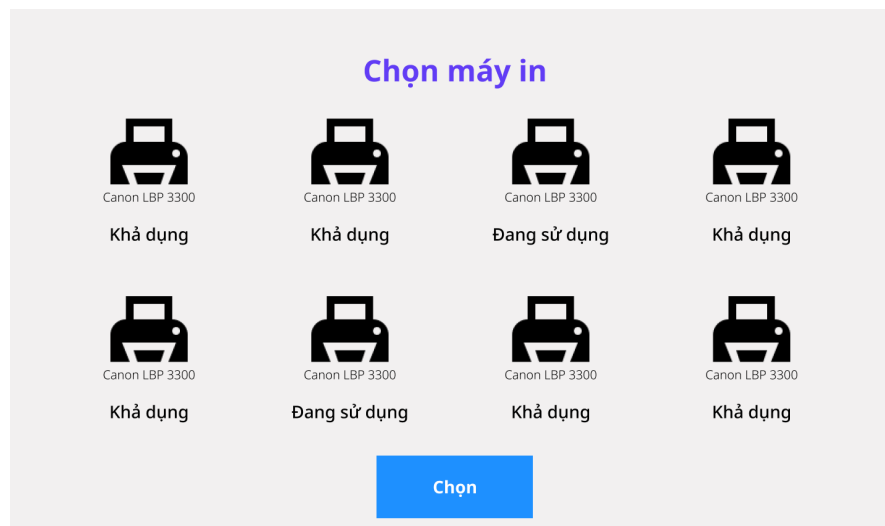 Chọn máy in
Canon LBP 3300 Canon LBP 3300 Canon LBP 3300 Canon LBP 3300
Khả dụng Khả dụng Đang sử dụng Khả dụng
Canon LBP 3300 Canon LBP 3300 Canon LBP 3300 Canon LBP 3300
Khả dụng Đang sử dụng Khả dụng Khả dụng
Chọn